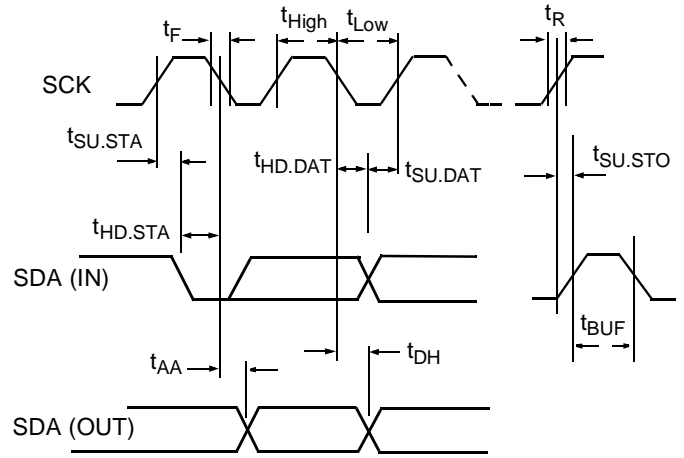 tF
tHigh
tLow
tR
SCK
tSU.STA
tHD.DAT
tSU.DAT
tSU.STO
tHD.STA
SDA (IN)
tBUF
tAA
tDH
SDA (OUT)